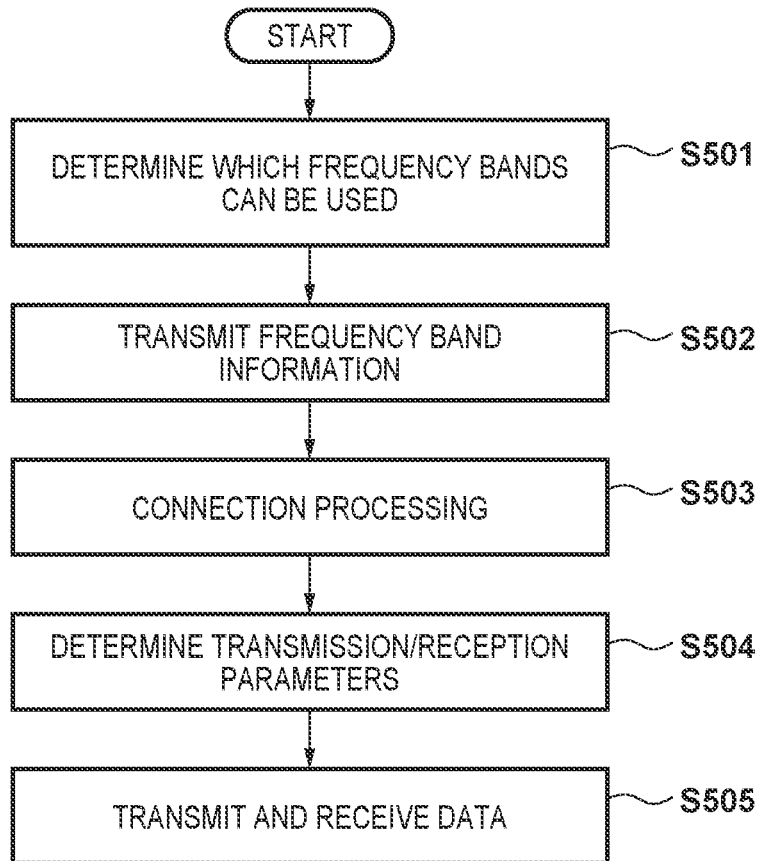 START
DETERMINE WHICH FREQUENCY BANDS
CAN BE USED
S501
TRANSMIT FREQUENCY BAND
INFORMATION
S502
CONNECTION PROCESSING
S503
DETERMINE TRANSMISSION/RECEPTION
PARAMETERS
S504
TRANSMIT AND RECEIVE DATA
S505